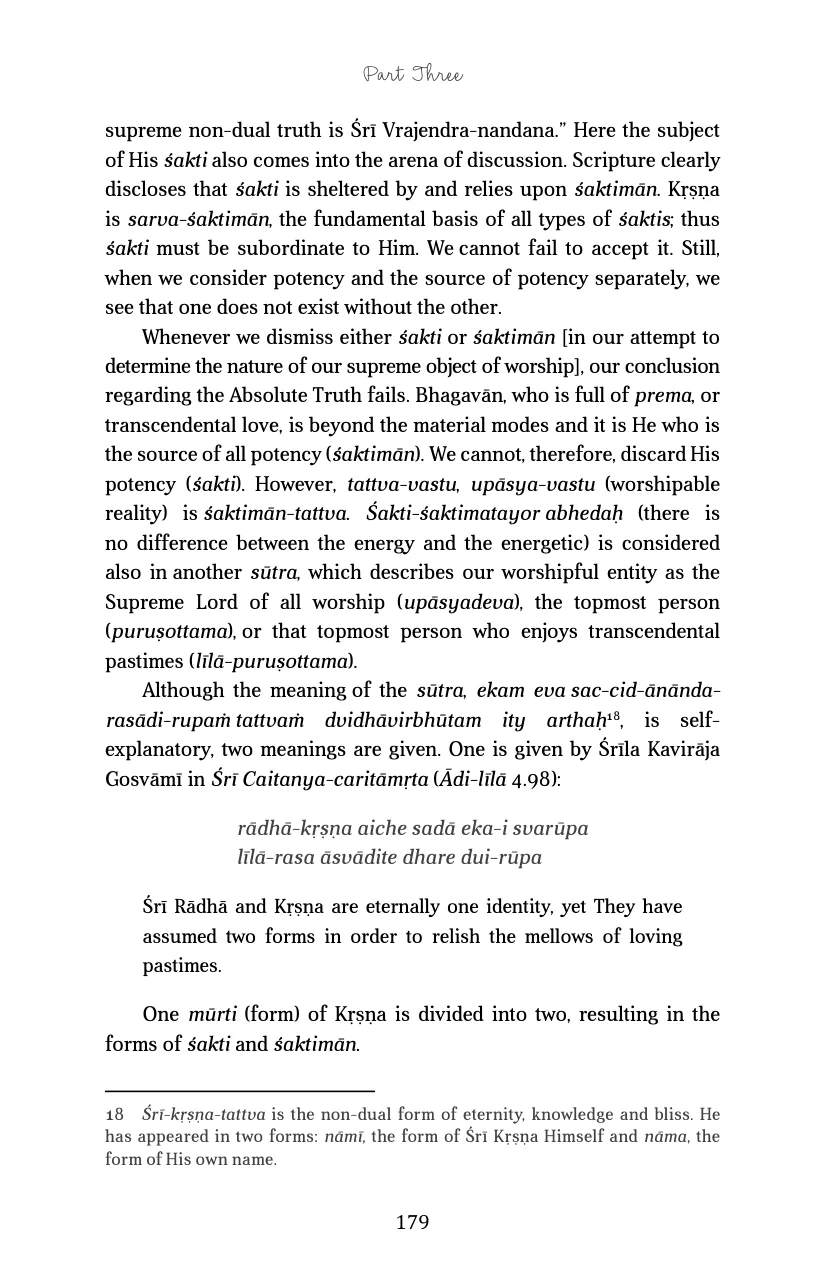 Part Three
supreme non-dual truth is Śrī Vrajendra-nandana.” Here the subject
of His śakti also comes into the arena of discussion. Scripture clearly
discloses that śakti is sheltered by and relies upon śaktimān. Kṛṣṇa
is sarva-śaktimān, the fundamental basis of all types of śaktis; thus
śakti must be subordinate to Him. We cannot fail to accept it. Still,
when we consider potency and the source of potency separately, we
see that one does not exist without the other.
Whenever we dismiss either śakti or śaktimān [in our attempt to
determine the nature of our supreme object of worship], our conclusion
regarding the Absolute Truth fails. Bhagavān, who is full of prema, or
transcendental love, is beyond the material modes and it is He who is
the source of all potency (śaktimān). We cannot, therefore, discard His
potency (śakti). However, tattva-vastu, upāsya-vastu (worshipable
reality) is śaktimān-tattva. Śakti-śaktimatayor abhedaḥ (there is
no difference between the energy and the energetic) is considered
also in another sūtra, which describes our worshipful entity as the
Supreme Lord of all worship (upāsyadeva), the topmost person
(puruṣottama), or that topmost person who enjoys transcendental
pastimes (līlā-puruṣottama).
Although the meaning of the sūtra, ekam eva sac-cid-ānānda-
rasādi-rupaṁ tattvaṁ dvidhāvirbhūtam ity arthaḥ¹⁸, is self-
explanatory, two meanings are given. One is given by Śrīla Kavirāja
Gosvāmī in Śrī Caitanya-caritāmṛta (Ādi-līlā 4.98):
rādhā-kṛṣṇa aiche sadā eka-i svarūpa
līlā-rasa āsvādite dhare dui-rūpa
Śrī Rādhā and Kṛṣṇa are eternally one identity, yet They have
assumed two forms in order to relish the mellows of loving
pastimes.
One mūrti (form) of Kṛṣṇa is divided into two, resulting in the
forms of śakti and śaktimān.
18 Śrī-kṛṣṇa-tattva is the non-dual form of eternity, knowledge and bliss. He
has appeared in two forms: nāmī, the form of Śrī Kṛṣṇa Himself and nāma, the
form of His own name.
179